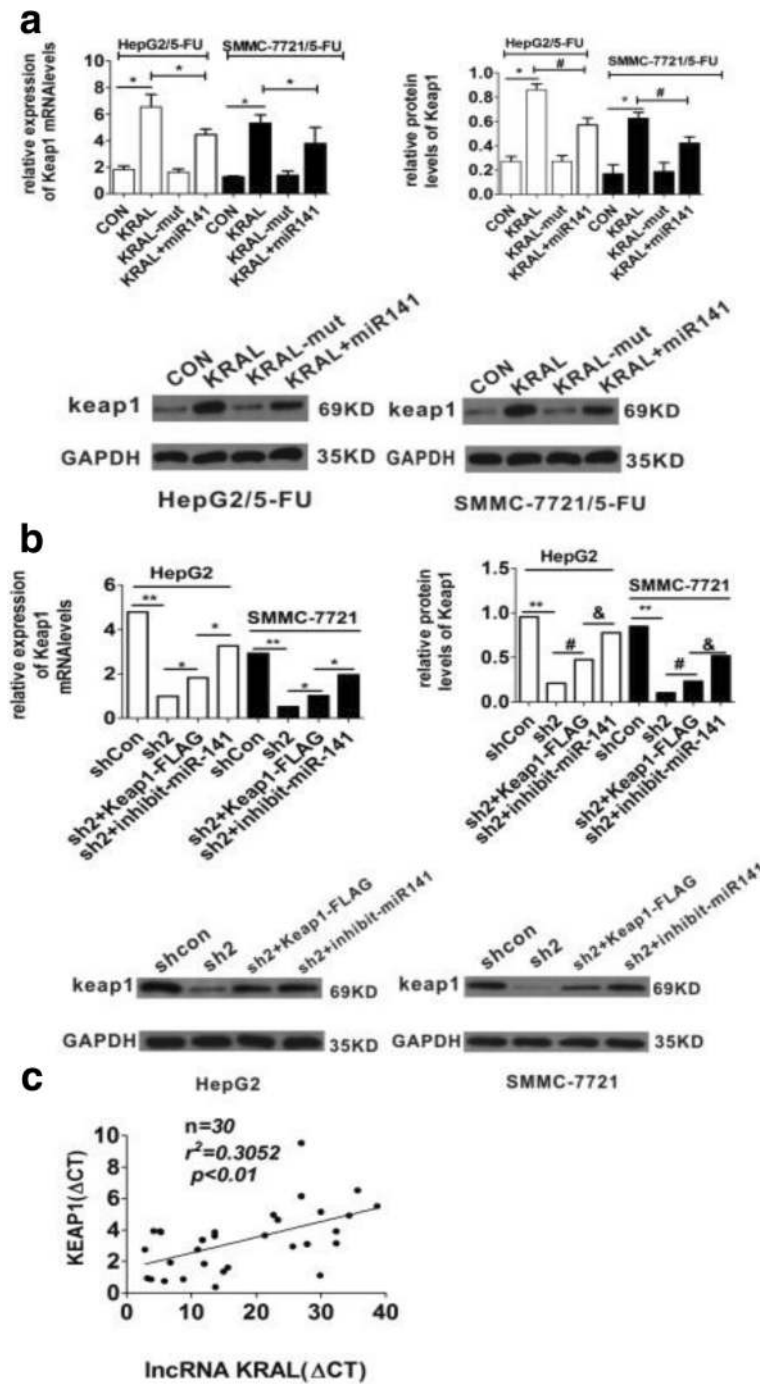 a
HepG2/5-FU
SMMC-7721/5-FU
relative expression
of Keap1 mRNAlevels
10
8
6
4
2
0
*
*
*
*
CON
KRAL
KRAL-mut
KRAL+miR141
CON
KRAL
KRAL-mut
KRAL+miR141
HepG2/5-FU
SMMC-7721/5-FU
relative protein
levels of Keap1
1.0
0.8
0.6
0.4
0.2
0.0
*
#
*
#
CON
KRAL
KRAL-mut
KRAL+miR141
CON
KRAL
KRAL-mut
KRAL+miR141
CON
KRAL
KRAL-mut
KRAL+miR141
keap1
69KD
GAPDH
35KD
HepG2/5-FU
CON
KRAL
KRAL-mut
KRAL+miR141
keap1
69KD
GAPDH
35KD
SMMC-7721/5-FU
b
HepG2
SMMC-7721
relative expression
of Keap1
mRNAlevels
6
4
2
0
**
*
*
**
*
*
shCon
sh2
sh2+Keap1-FLAG
sh2+inhibit-miR-141
shCon
sh2
sh2+Keap1-FLAG
sh2+inhibit-miR-141
HepG2
SMMC-7721
relative protein
levels of Keap1
1.5
1.0
0.5
0.0
**
#
&
**
#
&
shCon
sh2
sh2+Keap1-FLAG
sh2+inhibit-miR-141
shCon
sh2
sh2+Keap1-FLAG
sh2+inhibit-miR-141
shcon
sh2
sh2+Keap1-FLAG
sh2+inhibit-miR141
keap1
69KD
GAPDH
35KD
HepG2
shcon
sh2
sh2+Keap1-FLAG
sh2+inhibit-miR141
keap1
69KD
GAPDH
35KD
SMMC-7721
c
n=30
r²=0.3052
p<0.01
KEAP1(ΔCT)
10
8
6
4
2
0
0
10
20
30
40
lncRNA KRAL(ΔCT)